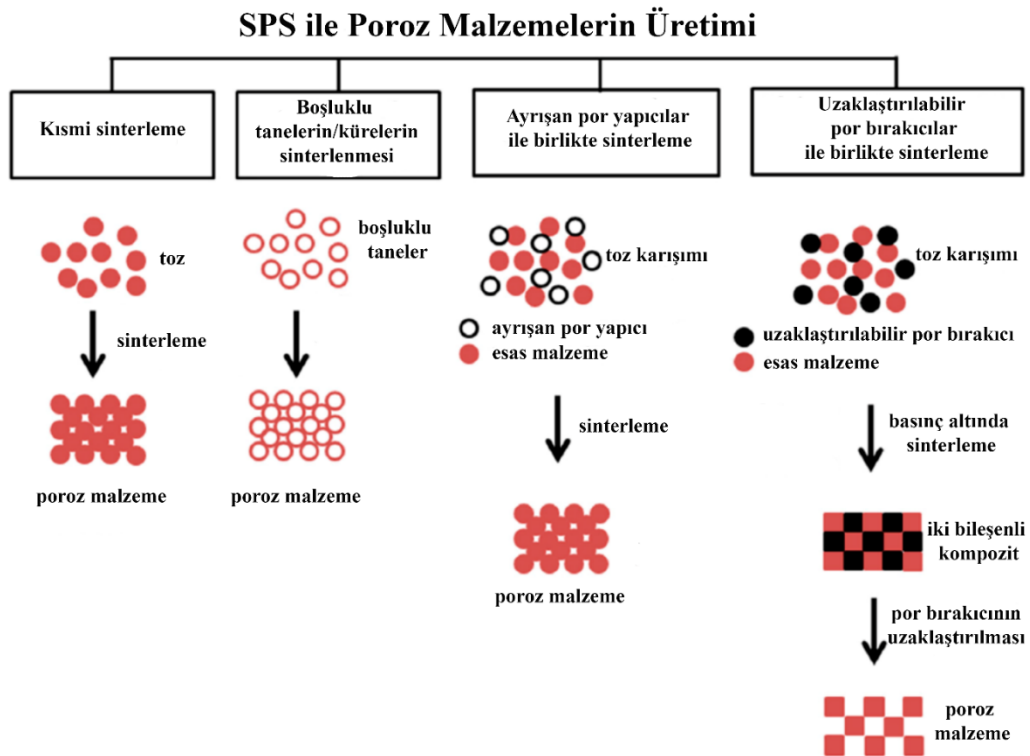 SPS ile Poroz Malzemelerin Üretimi
Kısmi sinterleme
Boşluklu
tanelerin/kürelerin
sinterlenmesi
Ayrışan por yapıcılar
ile birlikte sinterleme
Uzaklaştırılabilir
por bırakıcılar
ile birlikte sinterleme
toz
sinterleme
poroz malzeme
boşluklu
taneler
poroz malzeme
toz karışımı
ayrışan por yapıcı
esas malzeme
sinterleme
poroz malzeme
toz karışımı
uzaklaştırılabilir por bırakıcı
esas malzeme
basınç altında
sinterleme
iki bileşenli
kompozit
por bırakıcının
uzaklaştırılması
poroz
malzeme